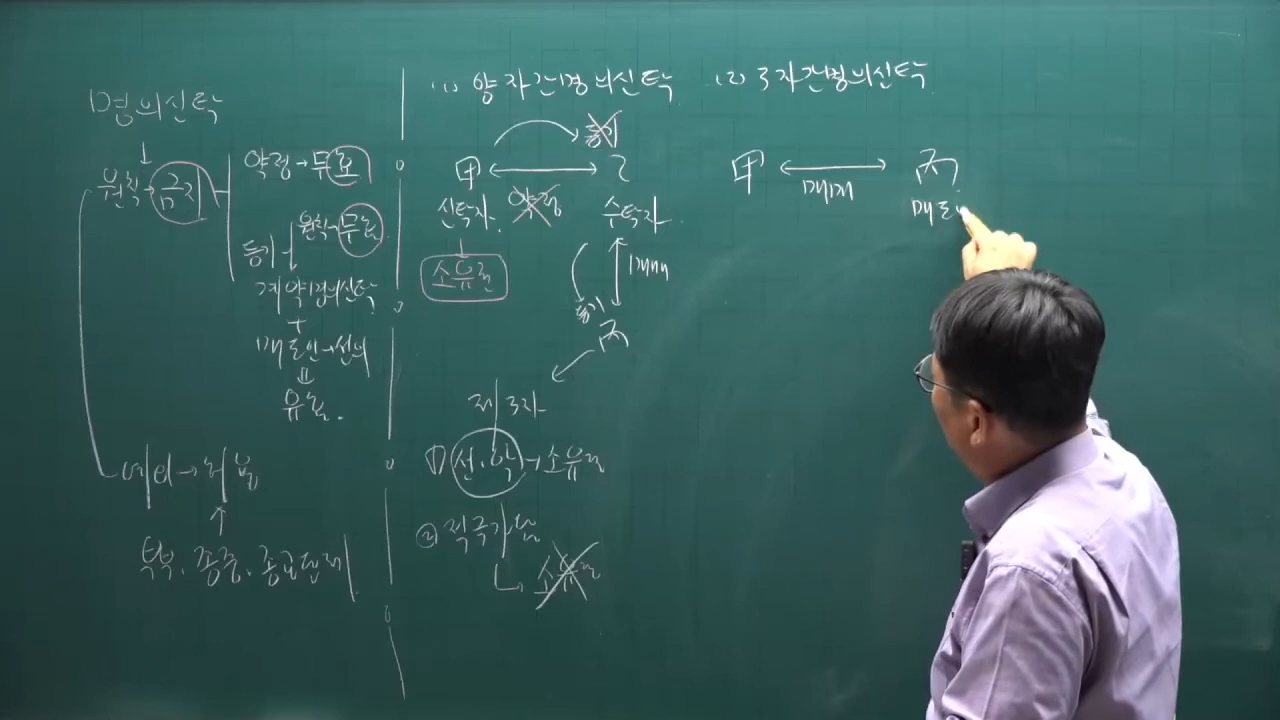 명의신탁
↓
원칙→금지
약정→무효
등기 원칙→무효
계약명의신탁
+
매도인→선의
=
유효.
예외→허용
↑
부부, 종중, 종교단체
(1) 양자간명의신탁
등기
甲 ↔ 乙
신탁자 약정 수탁자
↓
소유권
매매
등기
丙
제3자
① 선·악→소유권
② 적극가담
소유권
(2) 3자간명의신탁
甲 ↔ 丙
매매
매도인